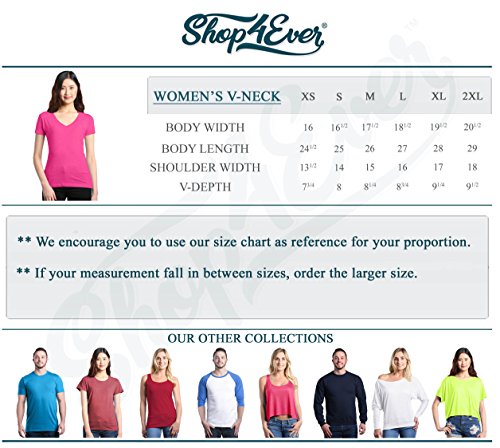 Shop4Ever®
WOMEN'S V-NECK XS S M L XL 2XL
BODY WIDTH 16 16 1/2 17 1/2 18 1/2 19 1/2 20 1/2
BODY LENGTH 24 1/2 25 26 27 28 29
SHOULDER WIDTH 13 1/2 14 15 16 17 18
V-DEPTH 7 3/4 8 8 1/2 8 3/4 9 9 1/2
** We encourage you to use our size chart as reference for your proportion.
** If your measurement fall in between sizes, order the larger size.
Shop4Ever
OUR OTHER COLLECTIONS